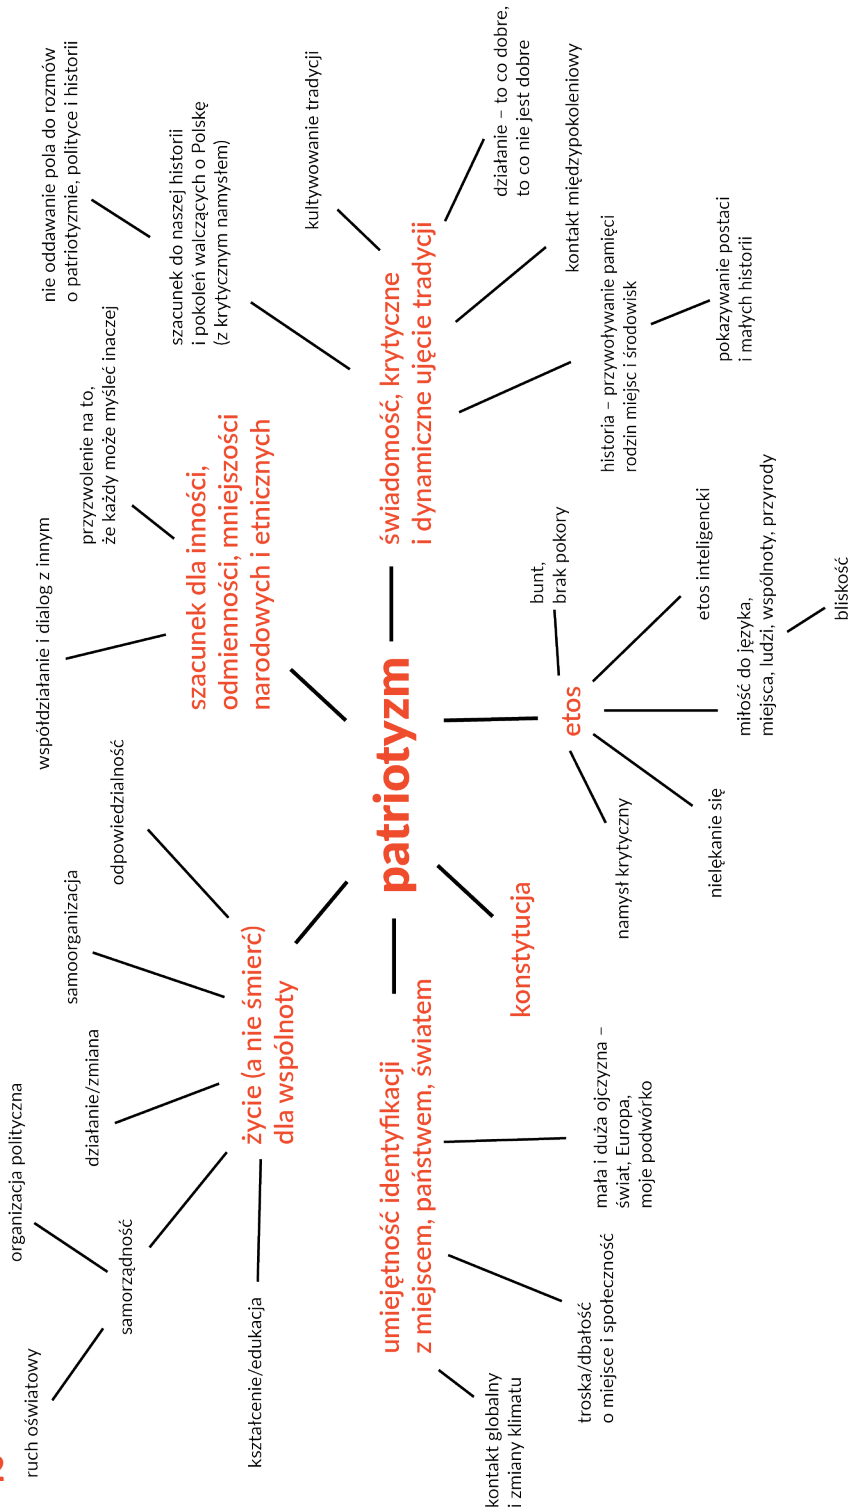 ruch oświatowy
organizacja polityczna
samorządność
działanie/zmiana
samoorganizacja
odpowiedzialność
kształcenie/edukacja
życie (a nie śmierć)
dla wspólnoty
współdziałanie i dialog z innym
przyzwolenie na to,
że każdy może myśleć inaczej
szacunek dla inności,
odmienności, mniejszości
narodowych i etnicznych
nie oddawanie pola do rozmów
o patriotyzmie, polityce i historii
szacunek do naszej historii
i pokoleń walczących o Polskę
(z krytycznym namysłem)
kultywowanie tradycji
umiejętność identyfikacji
z miejscem, państwem, światem
patriotyzm
świadomość, krytyczne
i dynamiczne ujęcie tradycji
działanie – to co dobre,
to co nie jest dobre
kontakt międzypokoleniowy
historia – przywoływanie pamięci
rodzin miejsc i środowisk
pokazywanie postaci
i małych historii
kontakt globalny
i zmiany klimatu
troska/dbałość
o miejsce i społeczność
mała i duża ojczyzna –
świat, Europa,
moje podwórko
konstytucja
etos
bunt,
brak pokory
etos inteligencki
namysł krytyczny
nielękanie się
miłość do języka,
miejsca, ludzi, wspólnoty, przyrody
bliskość